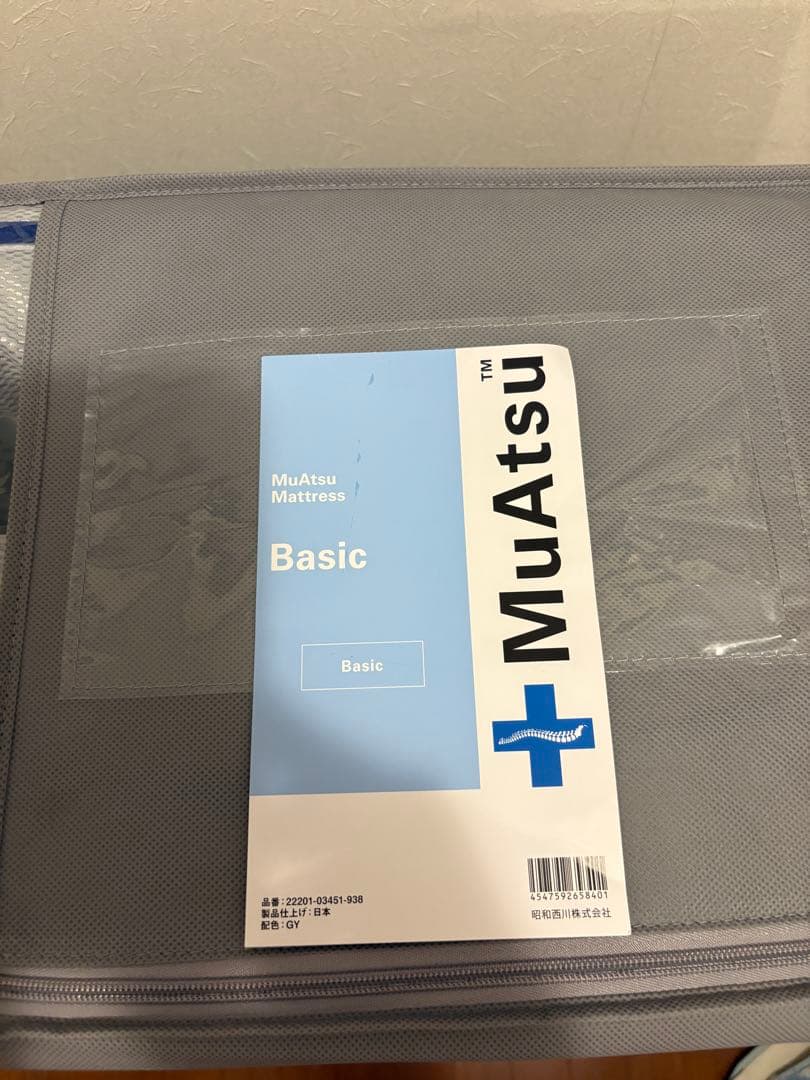 MuAtsu™
MuAtsu
Mattress
Basic
Basic
品番：22201-03451-938
製品仕上げ：日本
配色：GY
4547592658401
昭和西川株式会社